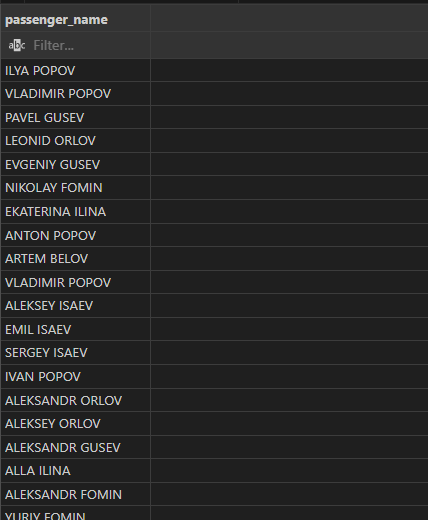 passenger_name
abc Filter...
ILYA POPOV
VLADIMIR POPOV
PAVEL GUSEV
LEONID ORLOV
EVGENIY GUSEV
NIKOLAY FOMIN
EKATERINA ILINA
ANTON POPOV
ARTEM BELOV
VLADIMIR POPOV
ALEKSEY ISAEV
EMIL ISAEV
SERGEY ISAEV
IVAN POPOV
ALEKSANDR ORLOV
ALEKSEY ORLOV
ALEKSANDR GUSEV
ALLA ILINA
ALEKSANDR FOMIN
YURIY FOMIN